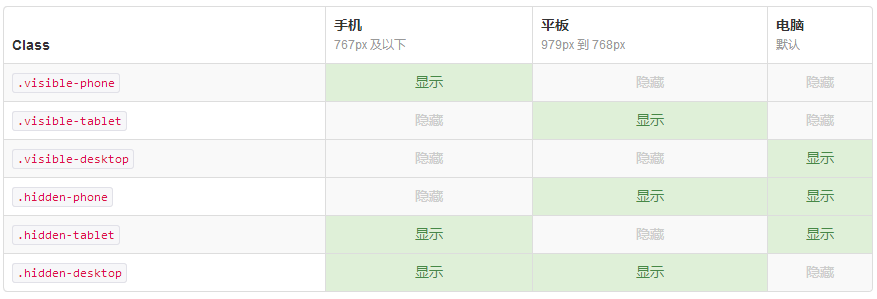 Class 手机 平板 电脑
767px 及以下 979px 到 768px 默认
.visible-phone 显示 隐藏 隐藏
.visible-tablet 隐藏 显示 隐藏
.visible-desktop 隐藏 隐藏 显示
.hidden-phone 隐藏 显示 显示
.hidden-tablet 显示 隐藏 显示
.hidden-desktop 显示 显示 隐藏